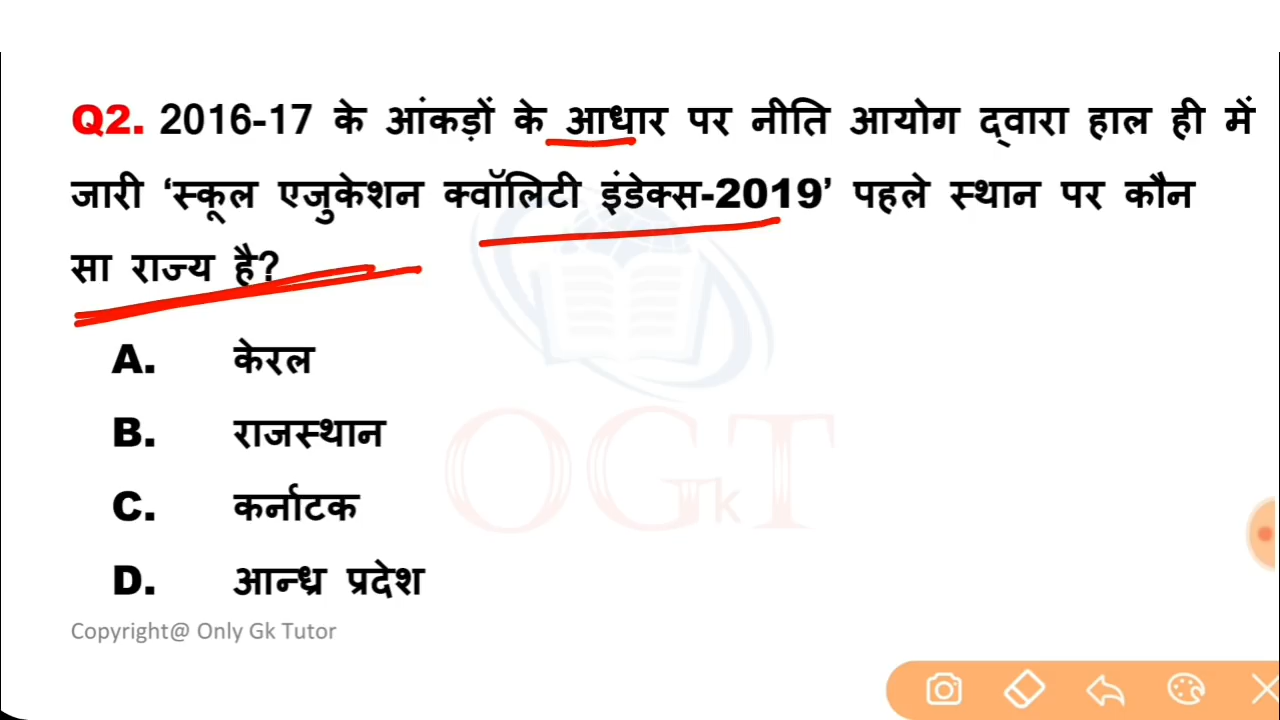 Q2. 2016-17 के आंकड़ों के आधार पर नीति आयोग द्वारा हाल ही में
जारी ‘स्कूल एजुकेशन क्वॉलिटी इंडेक्स-2019’ पहले स्थान पर कौन
सा राज्य है?
A. केरल
B. राजस्थान
C. कर्नाटक
D. आन्ध्र प्रदेश
OGkT
Copyright@ Only Gk Tutor